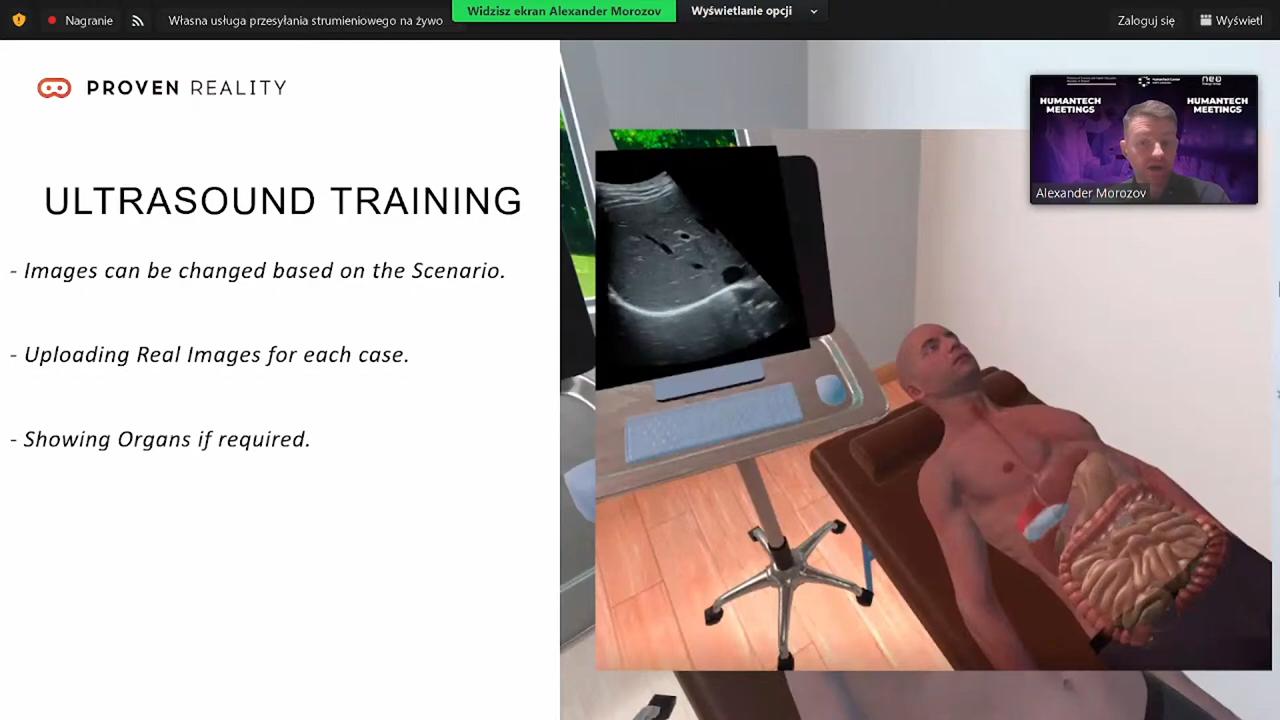 Nagranie
Własna usługa przesyłania strumieniowego na żywo
Widzisz ekran Alexander Morozov
Wyświetlanie opcji
Zaloguj się
Wyświetl
PROVEN REALITY
HUMANTECH MEETINGS
HUMANTECH MEETINGS
Alexander Morozov
ULTRASOUND TRAINING
- Images can be changed based on the Scenario.
- Uploading Real Images for each case.
- Showing Organs if required.